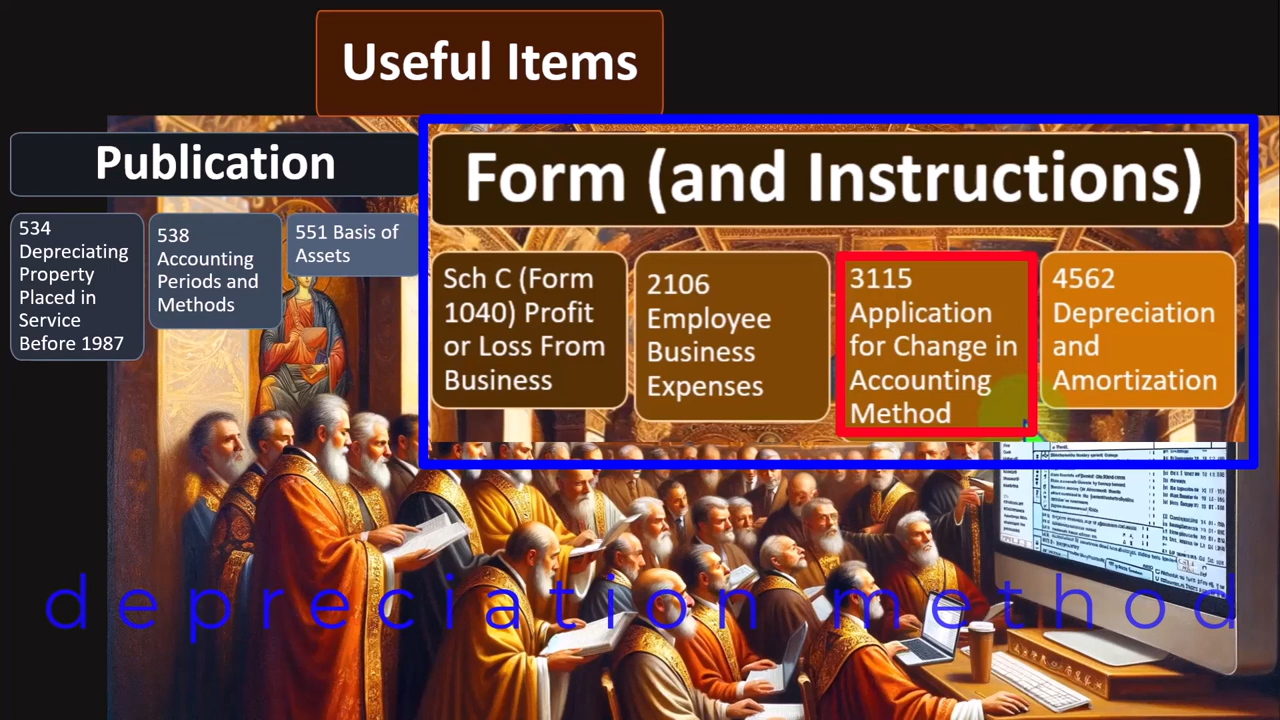 Useful Items
Publication
534
Depreciating
Property
Placed in
Service
Before 1987
538
Accounting
Periods and
Methods
551 Basis of
Assets
Form (and Instructions)
Sch C (Form
1040) Profit
or Loss From
Business
2106
Employee
Business
Expenses
3115
Application
for Change in
Accounting
Method
4562
Depreciation
and
Amortization
depreciation method